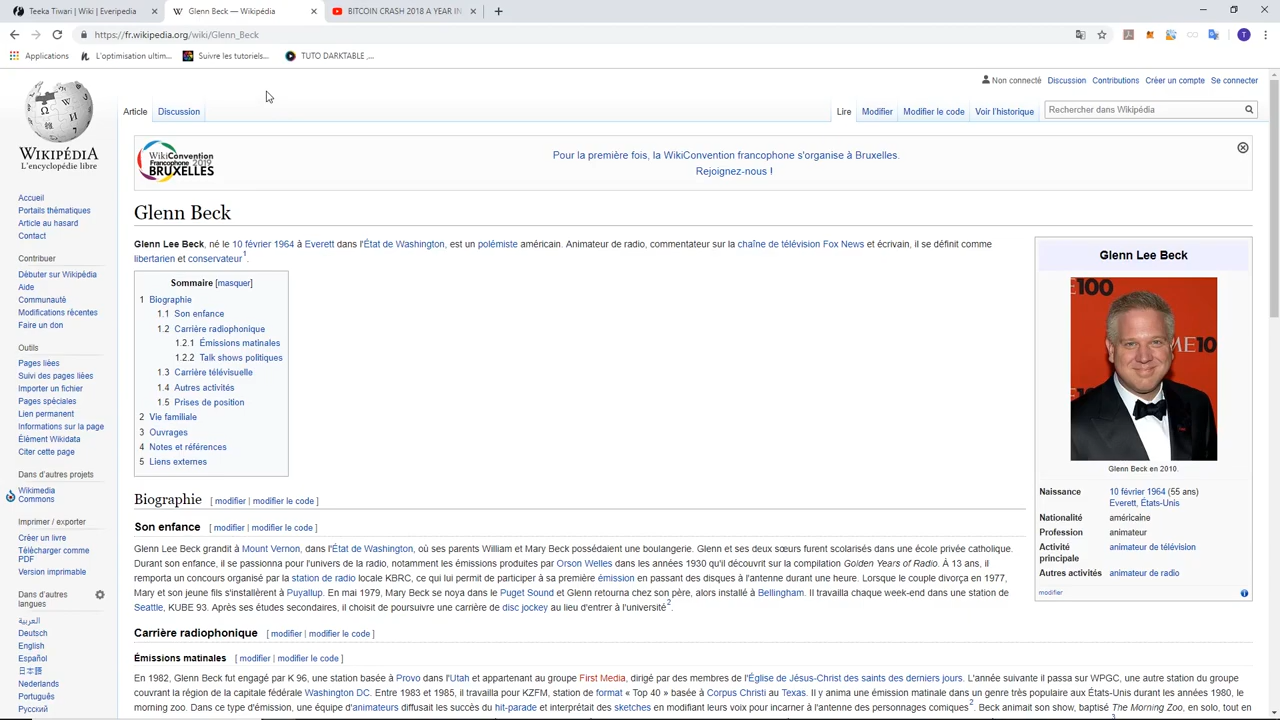 Teeka Tiwari | Wiki | Everipedia
Glenn Beck — Wikipédia
BITCOIN CRASH 2018 A YEAR IN
https://fr.wikipedia.org/wiki/Glenn_Beck
Applications
L'optimisation ultim...
Suivre les tutoriels...
TUTO DARKTABLE ,...
Non connecté Discussion Contributions Créer un compte Se connecter
Article Discussion
Lire Modifier Modifier le code Voir l'historique
Rechercher dans Wikipédia
WIKIPÉDIA
L'encyclopédie libre
WikiConvention
Francophone 2019
BRUXELLES
Pour la première fois, la WikiConvention francophone s'organise à Bruxelles.
Rejoignez-nous !
Accueil
Portails thématiques
Article au hasard
Contact
Contribuer
Débuter sur Wikipédia
Aide
Communauté
Modifications récentes
Faire un don
Outils
Pages liées
Suivi des pages liées
Importer un fichier
Pages spéciales
Lien permanent
Informations sur la page
Élément Wikidata
Citer cette page
Dans d'autres projets
Wikimedia
Commons
Imprimer / exporter
Créer un livre
Télécharger comme
PDF
Version imprimable
Dans d'autres
langues
العربية
Deutsch
English
Español
日本語
Nederlands
Português
Русский
Glenn Beck
Glenn Lee Beck, né le 10 février 1964 à Everett dans l'État de Washington, est un polémiste américain. Animateur de radio, commentateur sur la chaîne de télévision Fox News et écrivain, il se définit comme
libertarien et conservateur1.
Sommaire [masquer]
1 Biographie
1.1 Son enfance
1.2 Carrière radiophonique
1.2.1 Émissions matinales
1.2.2 Talk shows politiques
1.3 Carrière télévisuelle
1.4 Autres activités
1.5 Prises de position
2 Vie familiale
3 Ouvrages
4 Notes et références
5 Liens externes
Glenn Lee Beck
Glenn Beck en 2010.
Naissance 10 février 1964 (55 ans)
Everett, États-Unis
Nationalité américaine
Profession animateur
Activité principale animateur de télévision
Autres activités animateur de radio
modifier
Biographie [ modifier | modifier le code ]
Son enfance [ modifier | modifier le code ]
Glenn Lee Beck grandit à Mount Vernon, dans l'État de Washington, où ses parents William et Mary Beck possédaient une boulangerie. Glenn et ses deux sœurs furent scolarisés dans une école privée catholique.
Durant son enfance, il se passionna pour l'univers de la radio, notamment les émissions produites par Orson Welles dans les années 1930 qu'il découvrit sur la compilation Golden Years of Radio. À 13 ans, il
remporta un concours organisé par la station de radio locale KBRC, ce qui lui permit de participer à sa première émission en passant des disques à l'antenne durant une heure. Lorsque le couple divorça en 1977,
Mary et son jeune fils s'installèrent à Puyallup. En mai 1979, Mary Beck se noya dans le Puget Sound et Glenn retourna chez son père, alors installé à Bellingham. Il travailla chaque week-end dans une station de
Seattle, KUBE 93. Après ses études secondaires, il choisit de poursuivre une carrière de disc jockey au lieu d'entrer à l'université2.
Carrière radiophonique [ modifier | modifier le code ]
Émissions matinales [ modifier | modifier le code ]
En 1982, Glenn Beck fut engagé par K 96, une station basée à Provo dans l'Utah et appartenant au groupe First Media, dirigé par des membres de l'Église de Jésus-Christ des saints des derniers jours. L'année suivante il passa sur WPGC, une autre station du groupe
couvrant la région de la capitale fédérale Washington DC. Entre 1983 et 1985, il travailla pour KZFM, station de format « Top 40 » basée à Corpus Christi au Texas. Il y anima une émission matinale dans un genre très populaire aux États-Unis durant les années 1980, le
morning zoo. Dans ce type d'émission, une équipe d'animateurs diffusait les succès du hit-parade et interprétait des sketches en modifiant leurs voix pour incarner à l'antenne des personnages comiques2. Beck animait son show, baptisé The Morning Zoo, en solo, tout en